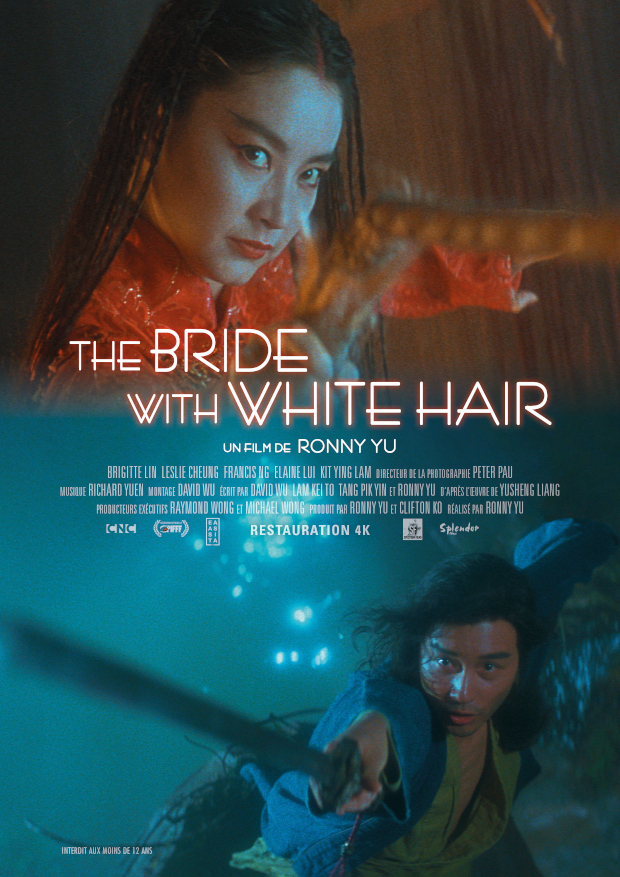 THE BRIDE
WITH WHITE HAIR
UN FILM DE RONNY YU
BRIGITTE LIN LESLIE CHEUNG FRANCIS NG ELAINE LUI KIT YING LAM DIRECTEUR DE LA PHOTOGRAPHIE PETER PAU
MUSIQUE RICHARD YUEN MONTAGE DAVID WU ÉCRIT PAR DAVID WU LAM KEI TO TANG PIK YIN ET RONNY YU D'APRÈS L'ŒUVRE DE YUSHENG LIANG
PRODUCTEURS EXÉCUTIFS RAYMOND WONG ET MICHAEL WONG PRODUIT PAR RONNY YU ET CLIFTON KO RÉALISÉ PAR RONNY YU
CNC RESTAURATION 4K Splendor
INTERDIT AUX MOINS DE 12 ANS